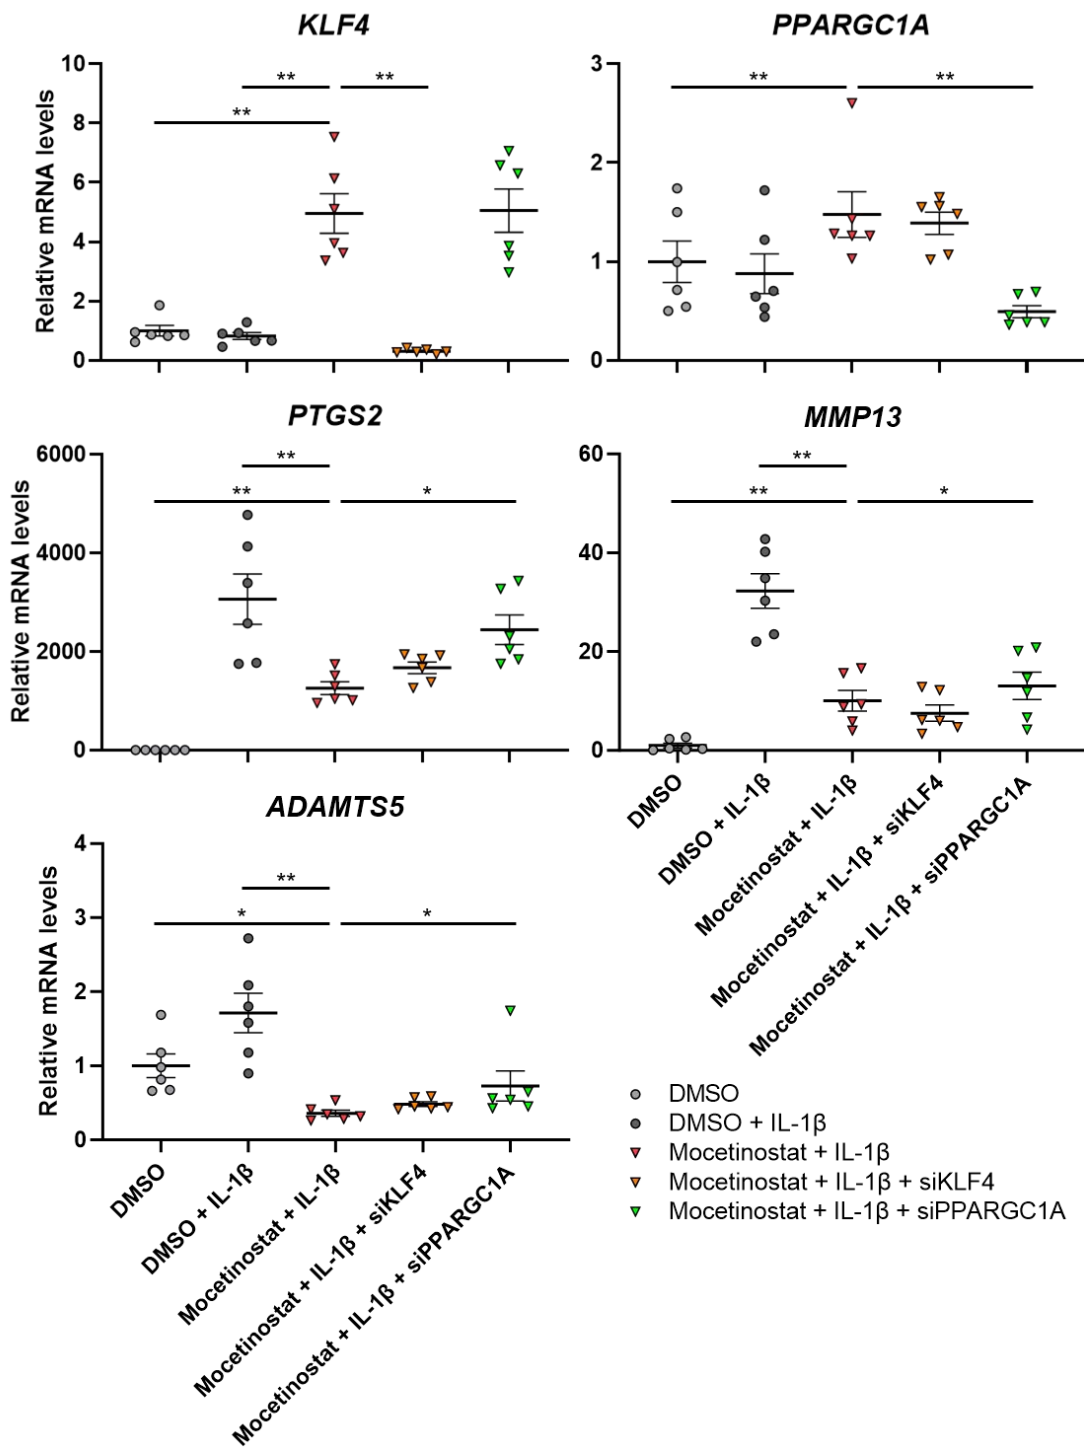 KLF4
Relative mRNA levels
10
8
6
4
2
0
** **
**
PPARGC1A
3
2
1
0
** **
PTGS2
Relative mRNA levels
6000
4000
2000
0
**
** *
MMP13
60
40
20
0
**
** *
DMSO
DMSO + IL-1β
Mocetinostat + IL-1β
Mocetinostat + IL-1β + siKLF4
Mocetinostat + IL-1β + siPPARGC1A
ADAMTS5
Relative mRNA levels
4
3
2
1
0
**
* *
DMSO
DMSO + IL-1β
Mocetinostat + IL-1β
Mocetinostat + IL-1β + siKLF4
Mocetinostat + IL-1β + siPPARGC1A
DMSO
DMSO + IL-1β
Mocetinostat + IL-1β
Mocetinostat + IL-1β + siKLF4
Mocetinostat + IL-1β + siPPARGC1A